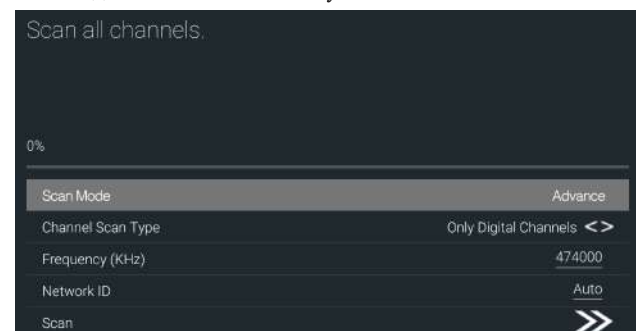 Scan all channels.
0%
Scan Mode Advance
Channel Scan Type Only Digital Channels <>
Frequency (KHz) 474000
Network ID Auto
Scan